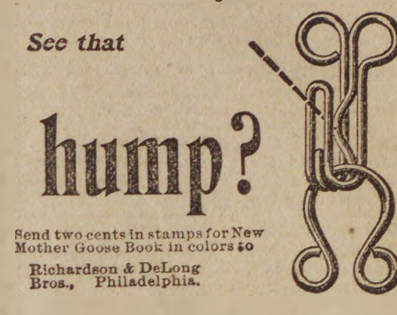 See that
hump?
Send two cents in stamps for New
Mother Goose Book in colors to
Richardson & DeLong
Bros., Philadelphia.